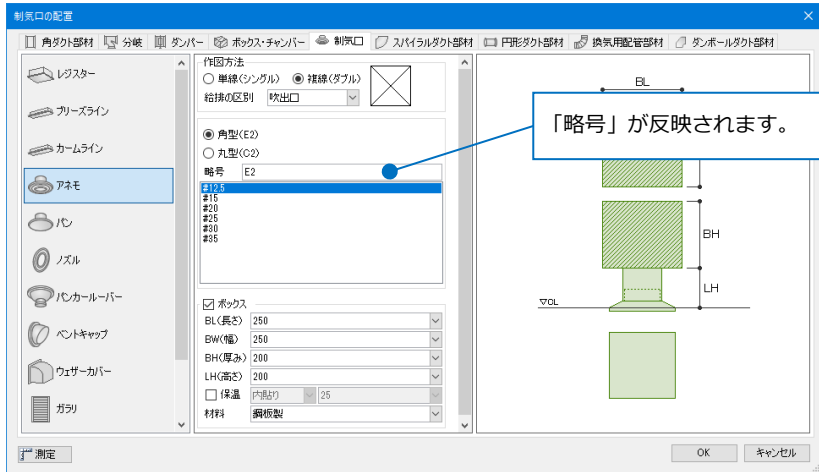 制気口の配置
角ダクト部材 分岐 ダンパー ボックス・チャンバー 制気口 スパイラルダクト部材 円形ダクト部材 換気用配管部材 ダンボールダクト部材
レジスター
ブリーズライン
カームライン
アネモ
パン
ノズル
パンカールーバー
ベントキャップ
ウェザーカバー
ガラリ
作図方法
単線(シングル) 複線(ダブル)
給排の区別 吹出口
角型(E2)
丸型(C2)
略号 E2
#12.5
#15
#20
#25
#30
#35
ボックス
BL(長さ) 250
BW(幅) 250
BH(厚み) 200
LH(高さ) 200
保温 内貼り 25
材料 鋼板製
BL
「略号」が反映されます。
BH
LH
▽CL
測定
OK キャンセル